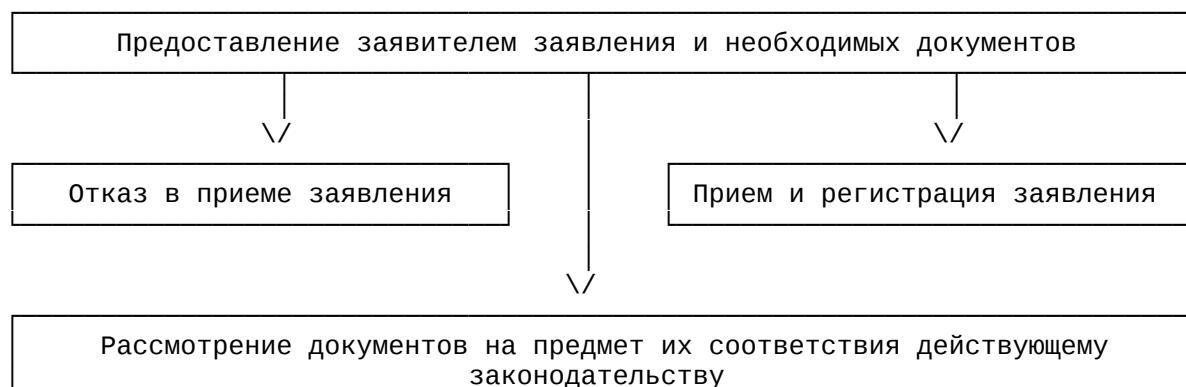 Предоставление заявителем заявления и необходимых документов
Отказ в приеме заявления
Прием и регистрация заявления
Рассмотрение документов на предмет их соответствия действующему
законодательству